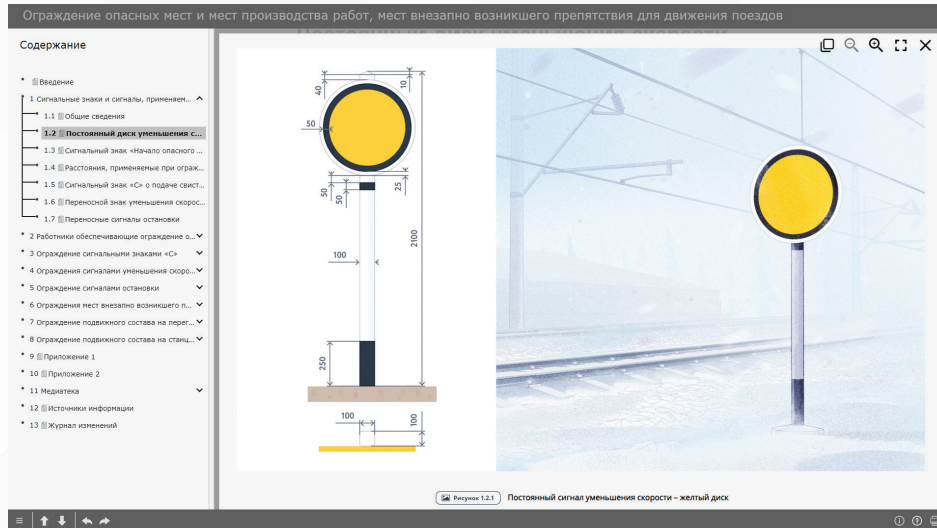 Ограждение опасных мест и мест производства работ, мест внезапно возникшего препятствия для движения поездов
Содержание
Введение
1 Сигнальные знаки и сигналы, применяем...
1.1 Общие сведения
1.2 Постоянный диск уменьшения с...
1.3 Сигнальный знак «Начало опасного ...
1.4 Расстояния, применяемые при ограж...
1.5 Сигнальный знак «С» о подаче свист...
1.6 Переносной знак уменьшения скорос...
1.7 Переносные сигналы остановки
2 Работники обеспечивающие ограждение о...
3 Ограждение сигнальными знаками «С»
4 Ограждения сигналами уменьшения скоро...
5 Ограждение сигналами остановки
6 Ограждения мест внезапно возникшего п...
7 Ограждение подвижного состава на перег...
8 Ограждение подвижного состава на станц...
9 Приложение 1
10 Приложение 2
11 Медиатека
12 Источники информации
13 Журнал изменений
40
10
50
50
50
25
100
2100
250
100
100
Рисунок 1.2.1 Постоянный сигнал уменьшения скорости – желтый диск